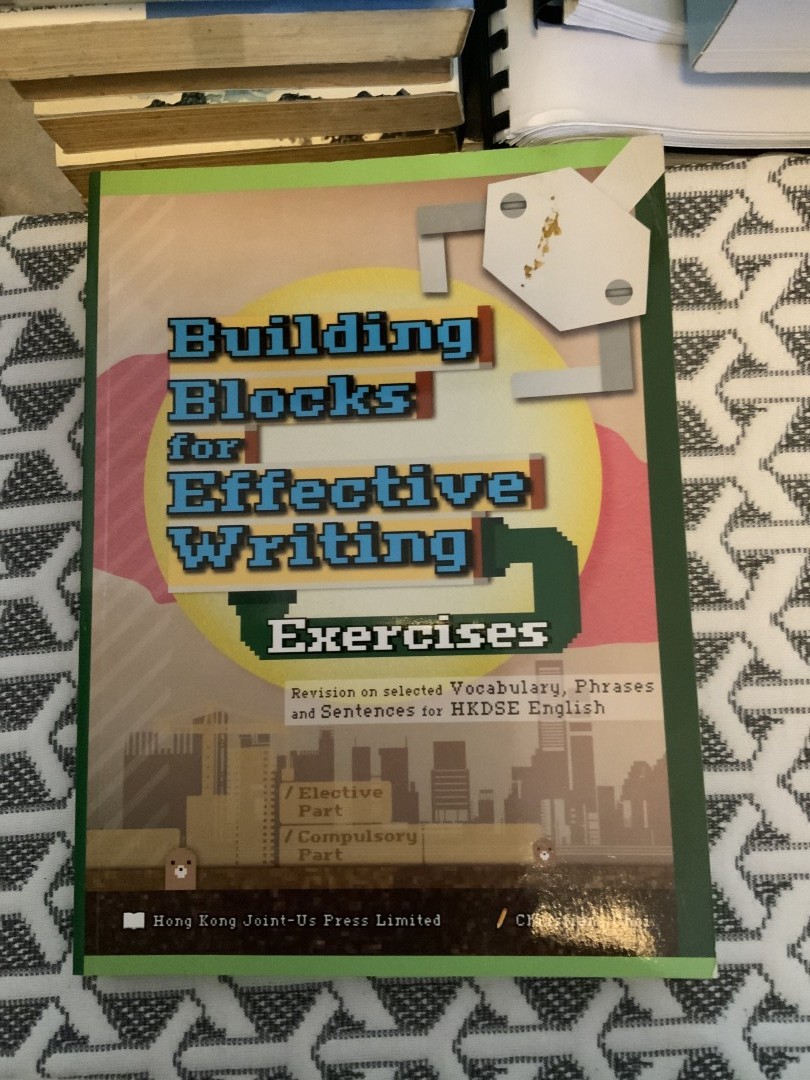 Building
Blocks
for
Effective
Writing
Exercises
Revision on selected Vocabulary, Phrases
and Sentences for HKDSE English
/ Elective
Part
/ Compulsory
Part
Hong Kong Joint-Us Press Limited